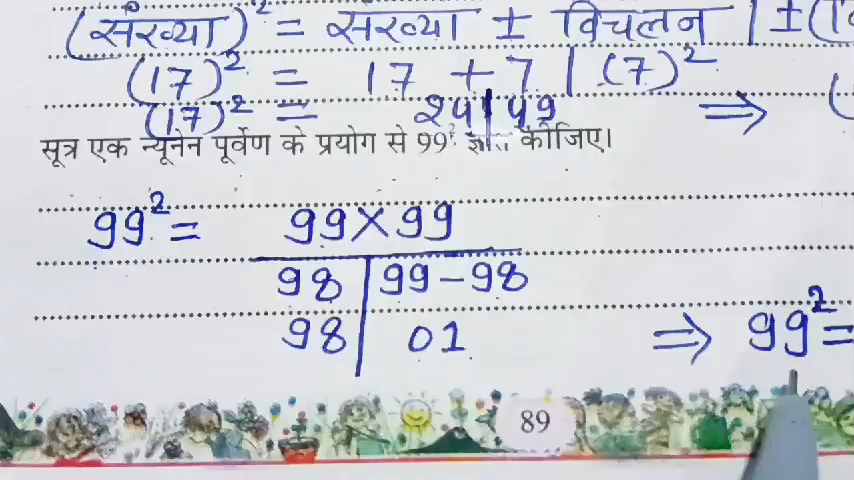 (संख्या)² = संख्या ± विचलन | ±(
(17)² = 17 + 7 | (7)²
(17)² = 24 | 49 ⇒ (
सूत्र एक न्यूनेन पूर्वेण के प्रयोग से 99² ज्ञात कीजिए।
99² = 99×99
98 | 99-98
98 | 01 ⇒ 99² =
89